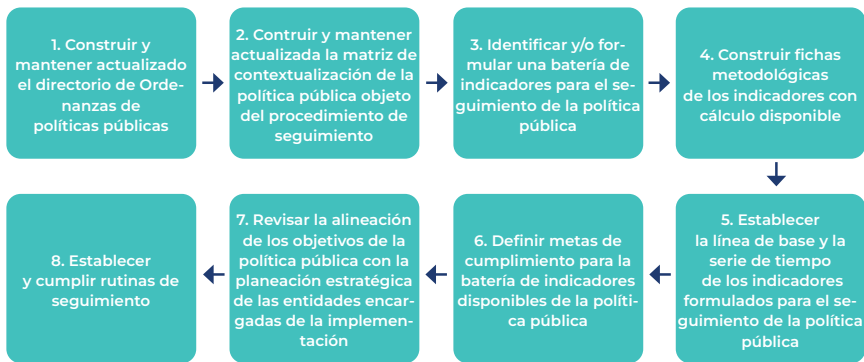 1. Construir y
mantener actualizado
el directorio de Orde-
nanzas de
políticas públicas
2. Contruir y mantener
actualizada la matriz de
contextualización de la
política pública objeto
del procedimiento de
seguimiento
3. Identificar y/o for-
mular una batería de
indicadores para el se-
guimiento de la política
pública
4. Construir fichas
metodológicas
de los indicadores con
cálculo disponible
5. Establecer
la línea de base y la
serie de tiempo
de los indicadores
formulados para el se-
guimiento de la política
pública
6. Definir metas de
cumplimiento para la
batería de indicadores
disponibles de la políti-
ca pública
7. Revisar la alineación
de los objetivos de la
política pública con la
planeación estratégica
de las entidades encar-
gadas de la implemen-
tación
8. Establecer
y cumplir rutinas de
seguimiento